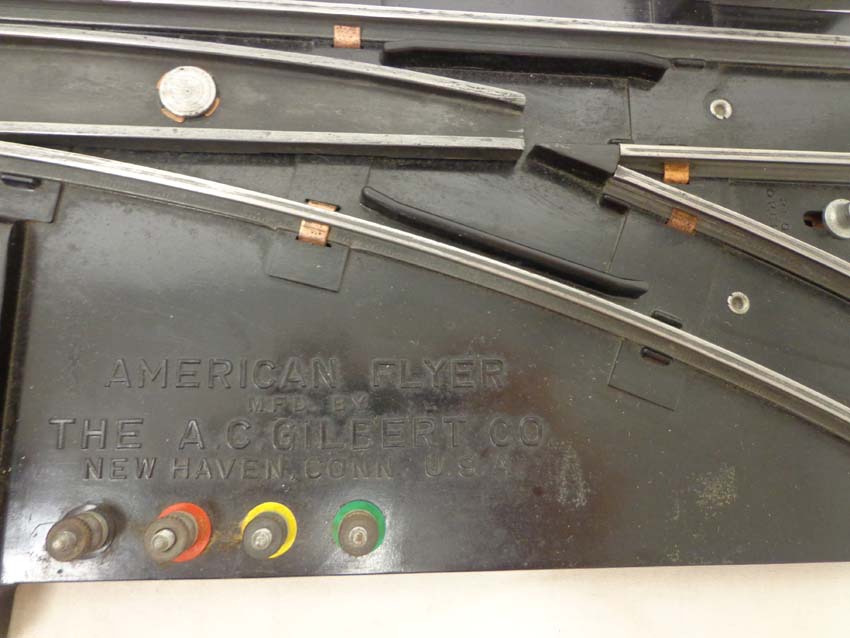 AMERICAN FLYER
MFD. BY
THE A.C GILBERT CO.
NEW HAVEN, CONN. U.S.A.